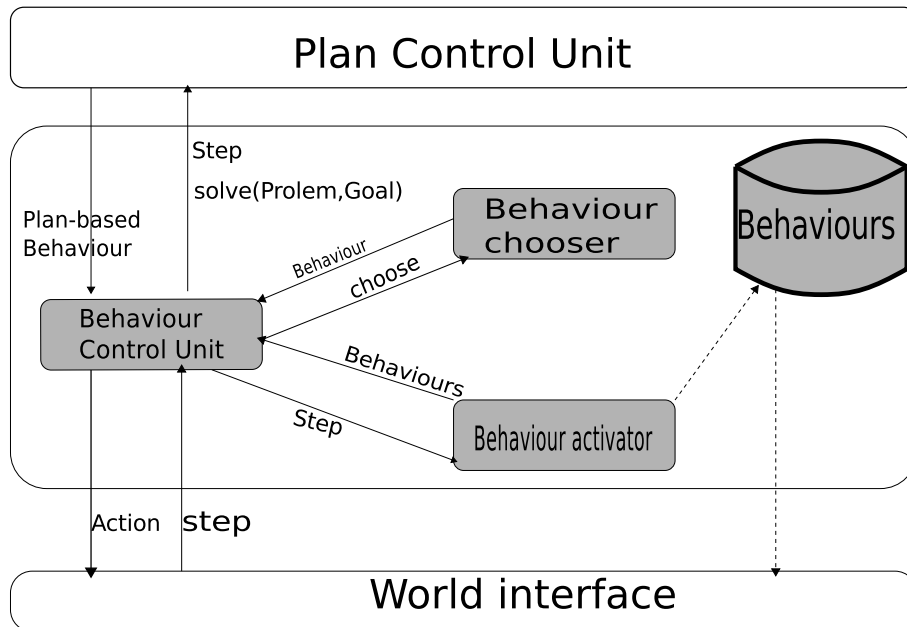 Plan Control Unit
Step
solve(Prolem,Goal)
Plan-based
Behaviour
Behaviour
chooser
Behaviours
Behaviour
choose
Behaviour
Control Unit
Behaviours
Step
Behaviour activator
Action
step
World interface